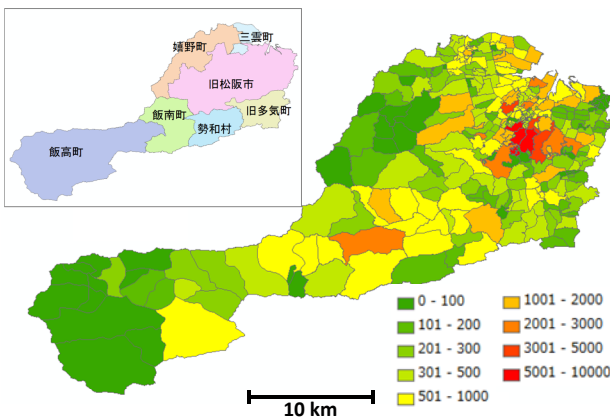 三雲町
嬉野町
旧松阪市
飯南町
旧多気町
勢和村
飯高町
0 - 100
101 - 200
201 - 300
301 - 500
501 - 1000
1001 - 2000
2001 - 3000
3001 - 5000
5001 - 10000
10 km